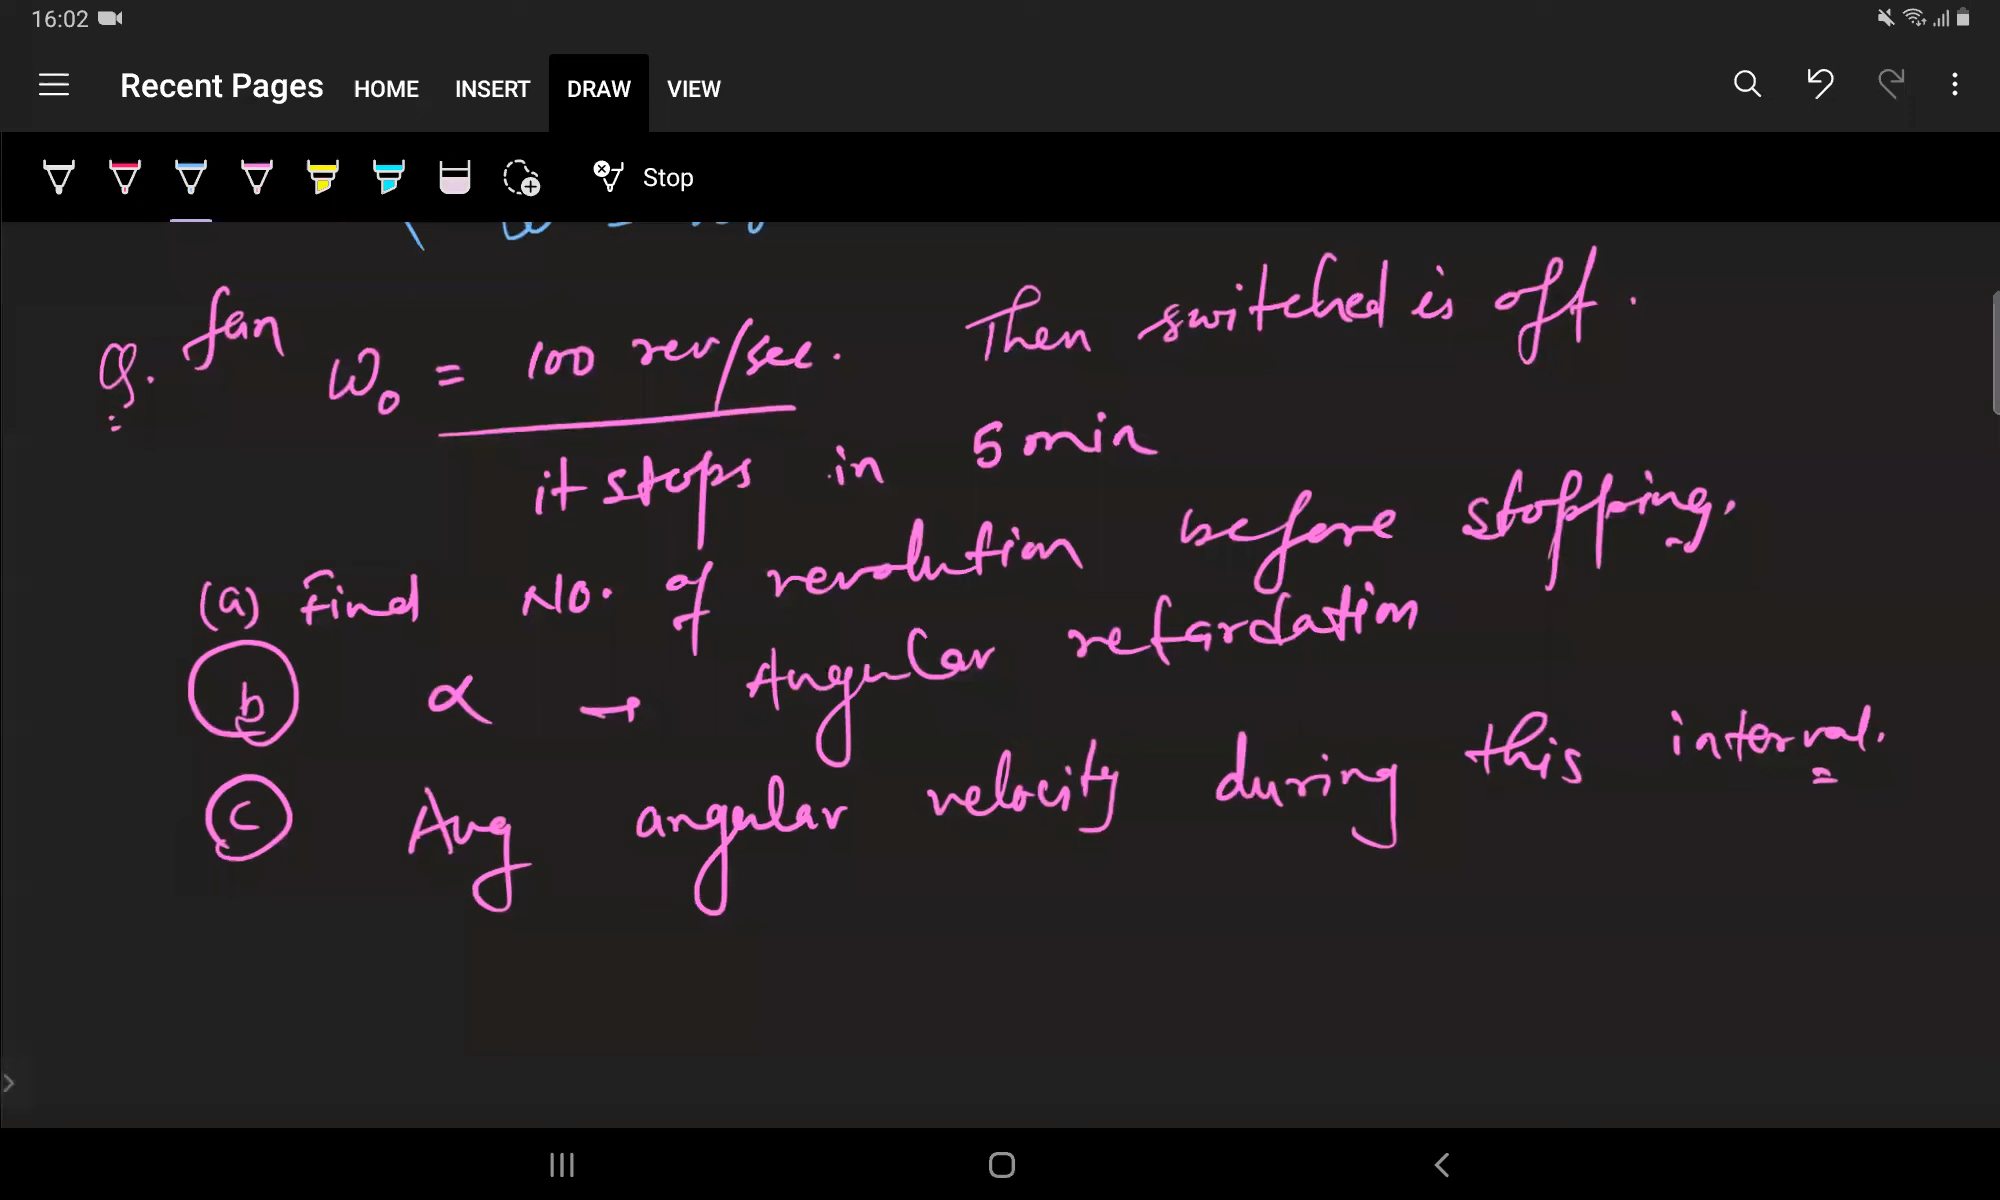 16:02
Recent Pages HOME INSERT DRAW VIEW
Stop
Q. fan ω₀ = 100 rev/sec. Then switched is off.
it stops in 5 min
(a) Find No. of revolution before stopping.
(b) α → Angular retardation
(c) Avg angular velocity during this interval.